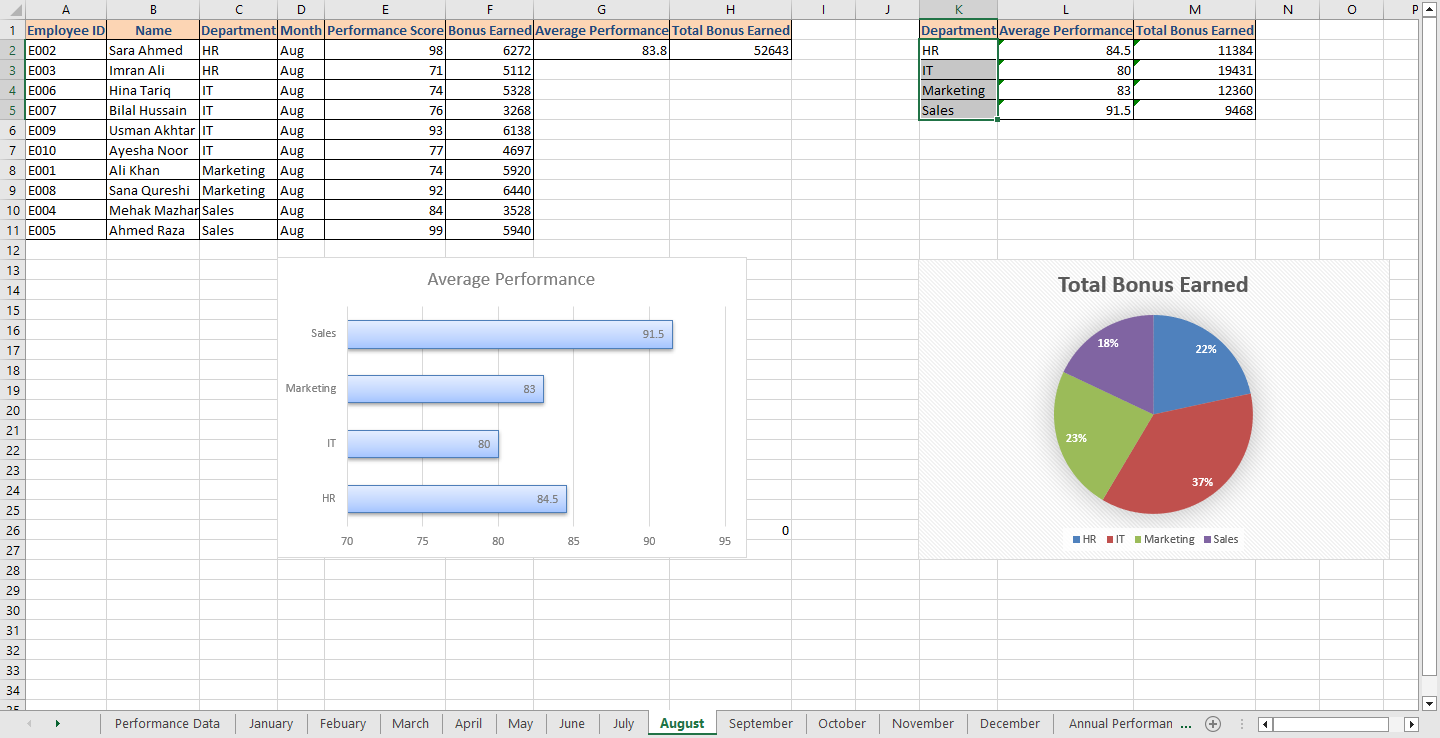 A B C D E F G H I J K L M N O P
1 Employee ID Name Department Month Performance Score Bonus Earned Average Performance Total Bonus Earned Department Average Performance Total Bonus Earned
2 E002 Sara Ahmed HR Aug 98 6272 83.8 52643 HR 84.5 11384
3 E003 Imran Ali HR Aug 71 5112 IT 80 19431
4 E006 Hina Tariq IT Aug 74 5328 Marketing 83 12360
5 E007 Bilal Hussain IT Aug 76 3268 Sales 91.5 9468
6 E009 Usman Akhtar IT Aug 93 6138
7 E010 Ayesha Noor IT Aug 77 4697
8 E001 Ali Khan Marketing Aug 74 5920
9 E008 Sana Qureshi Marketing Aug 92 6440
10 E004 Mehak Mazhar Sales Aug 84 3528
11 E005 Ahmed Raza Sales Aug 99 5940
12
13
14
15
16
17
18
19
20
21
22
23
24
25
26 0
27
28
29
30
31
32
33
34
Average Performance
Sales 91.5
Marketing 83
IT 80
HR 84.5
70 75 80 85 90 95
Total Bonus Earned
18% 22%
23%
37%
HR IT Marketing Sales
Performance Data January Febuary March April May June July August September October November December Annual Performan ...